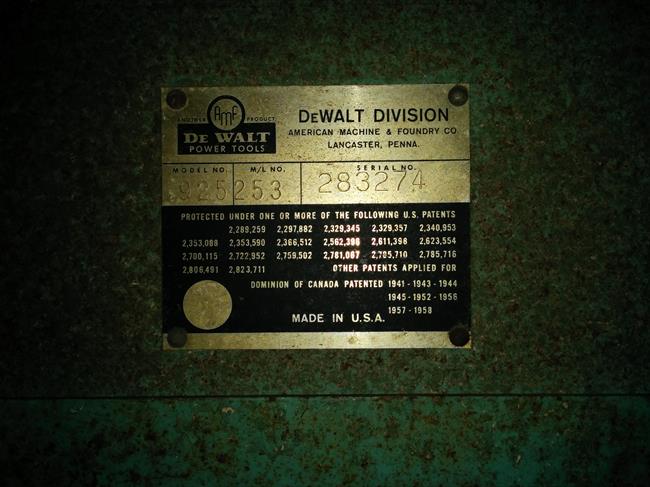 ANOTHER AMF PRODUCT
DE WALT
POWER TOOLS
DEWALT DIVISION
AMERICAN MACHINE & FOUNDRY CO
LANCASTER, PENNA.
MODEL NO. M/L NO. SERIAL NO.
925 253 283274
PROTECTED UNDER ONE OR MORE OF THE FOLLOWING U.S. PATENTS
2,289,259 2,297,882 2,329,345 2,329,357 2,340,953
2,353,088 2,353,590 2,366,512 2,562,396 2,611,398 2,623,554
2,700,115 2,722,952 2,759,502 2,781,067 2,785,710 2,785,716
2,806,491 2,823,711 OTHER PATENTS APPLIED FOR
DOMINION OF CANADA PATENTED 1941-1943-1944
1945-1952-1956
1957-1958
MADE IN U.S.A.